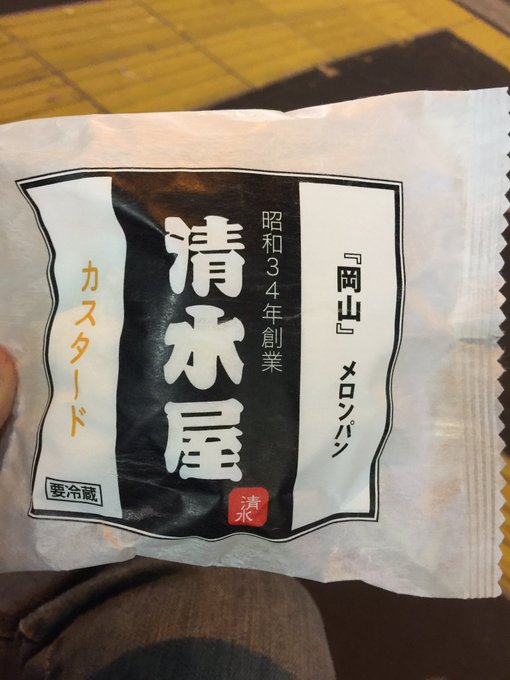 『岡山』 メロンパン
昭和34年創業
清水屋
清水
カスタード
要冷蔵